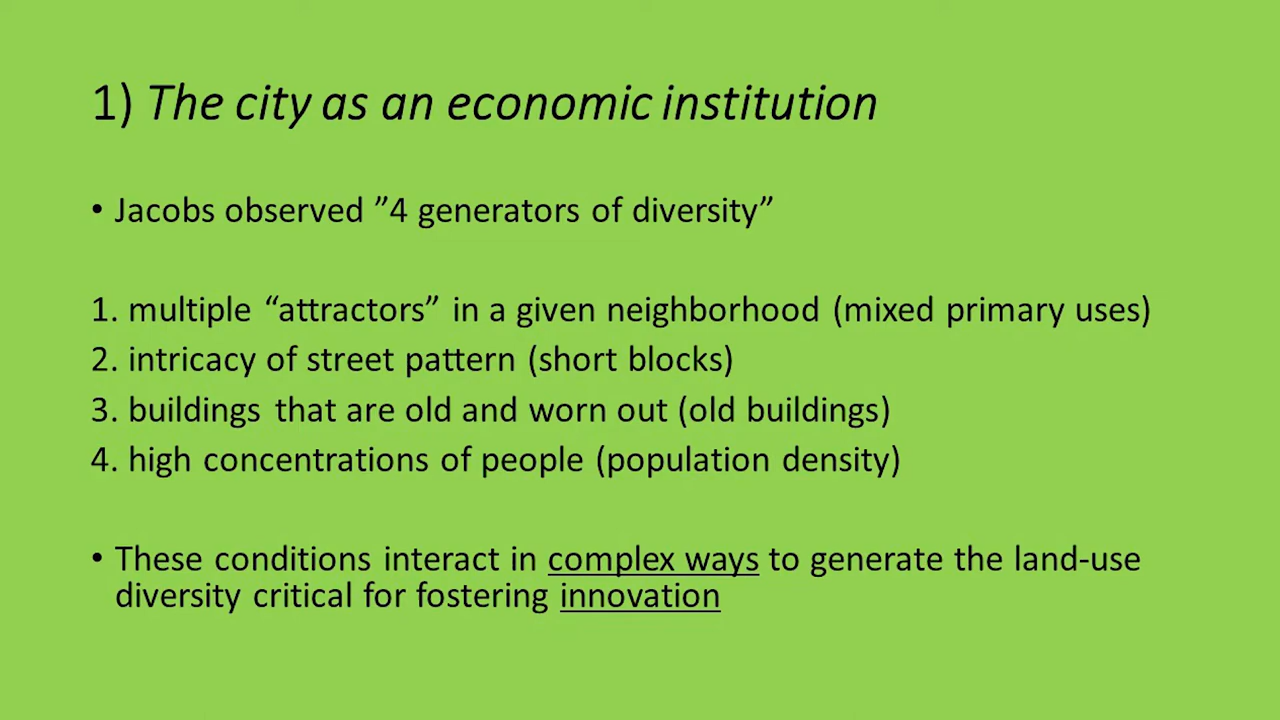 1) The city as an economic institution
• Jacobs observed ”4 generators of diversity”
1. multiple “attractors” in a given neighborhood (mixed primary uses)
2. intricacy of street pattern (short blocks)
3. buildings that are old and worn out (old buildings)
4. high concentrations of people (population density)
• These conditions interact in complex ways to generate the land-use
diversity critical for fostering innovation